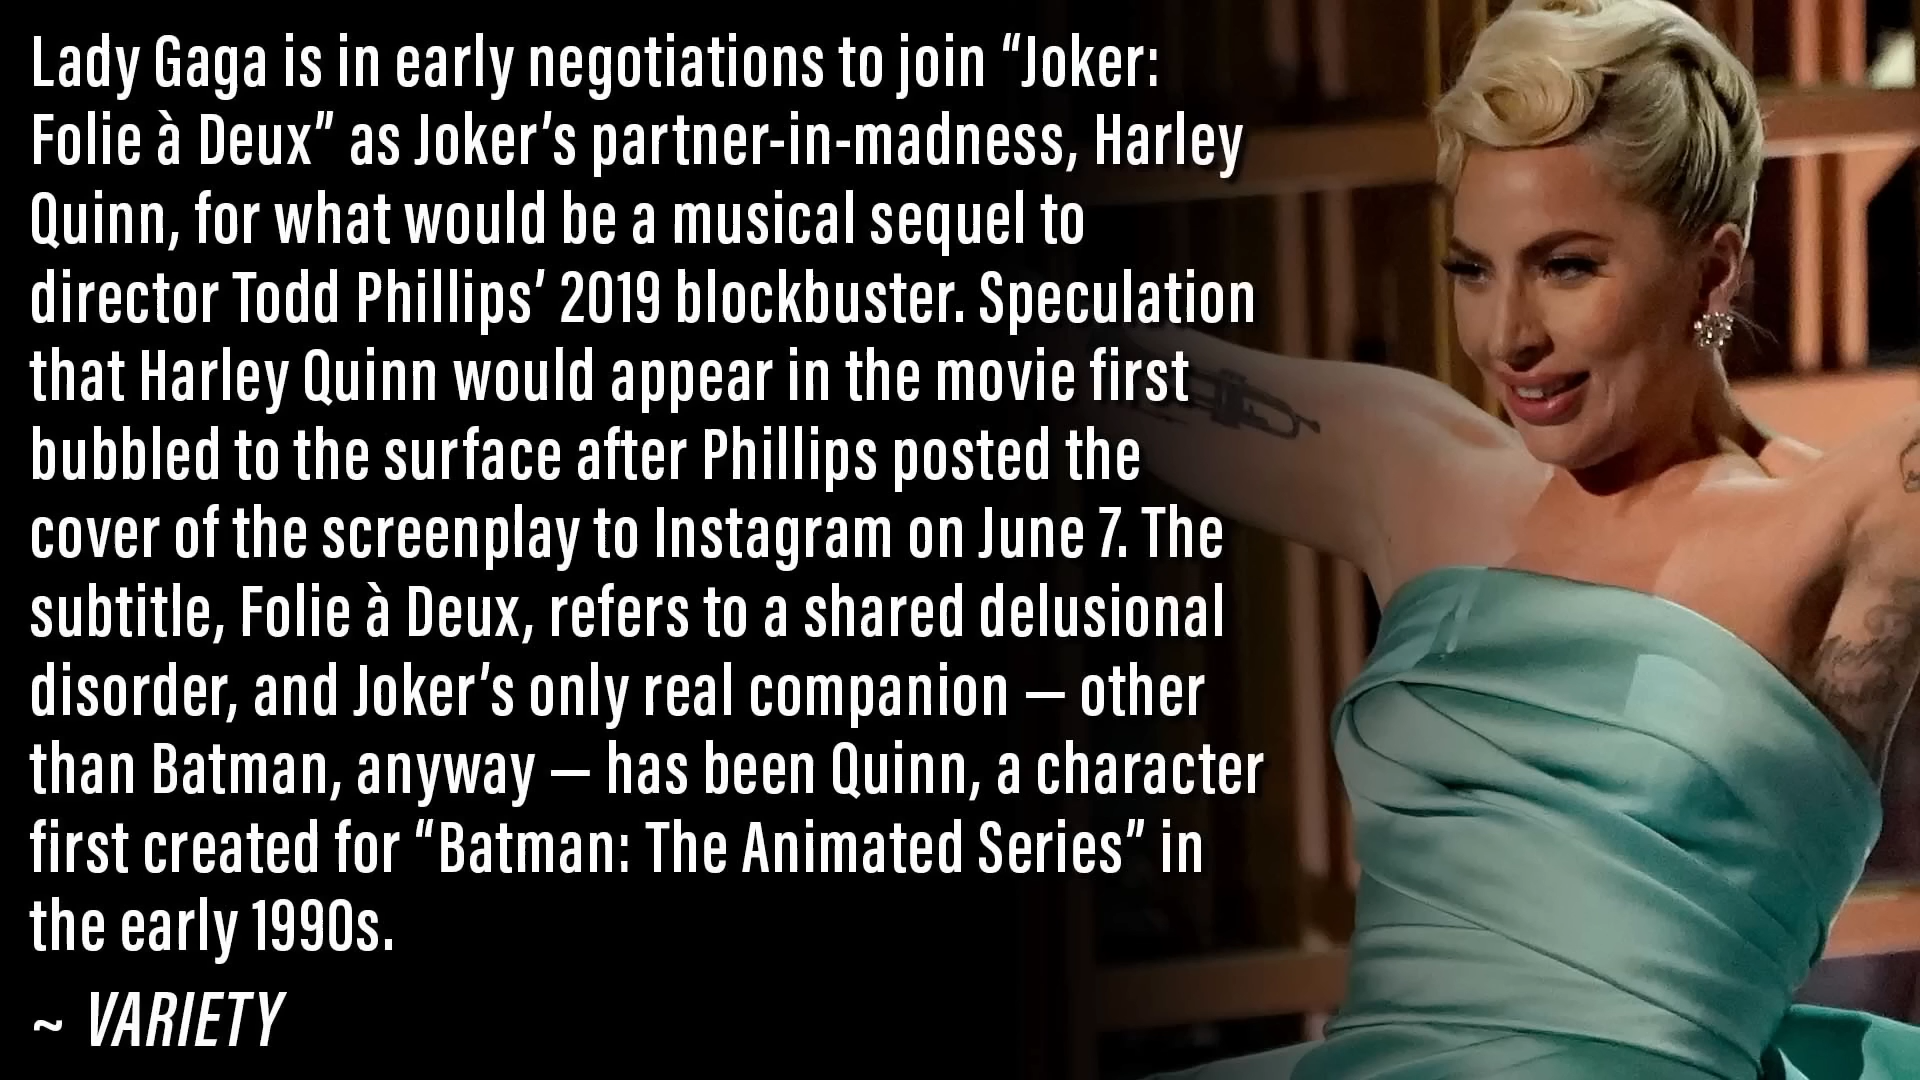 Lady Gaga is in early negotiations to join “Joker:
Folie à Deux” as Joker’s partner-in-madness, Harley
Quinn, for what would be a musical sequel to
director Todd Phillips’ 2019 blockbuster. Speculation
that Harley Quinn would appear in the movie first
bubbled to the surface after Phillips posted the
cover of the screenplay to Instagram on June 7. The
subtitle, Folie à Deux, refers to a shared delusional
disorder, and Joker’s only real companion — other
than Batman, anyway — has been Quinn, a character
first created for “Batman: The Animated Series” in
the early 1990s.
~ VARIETY